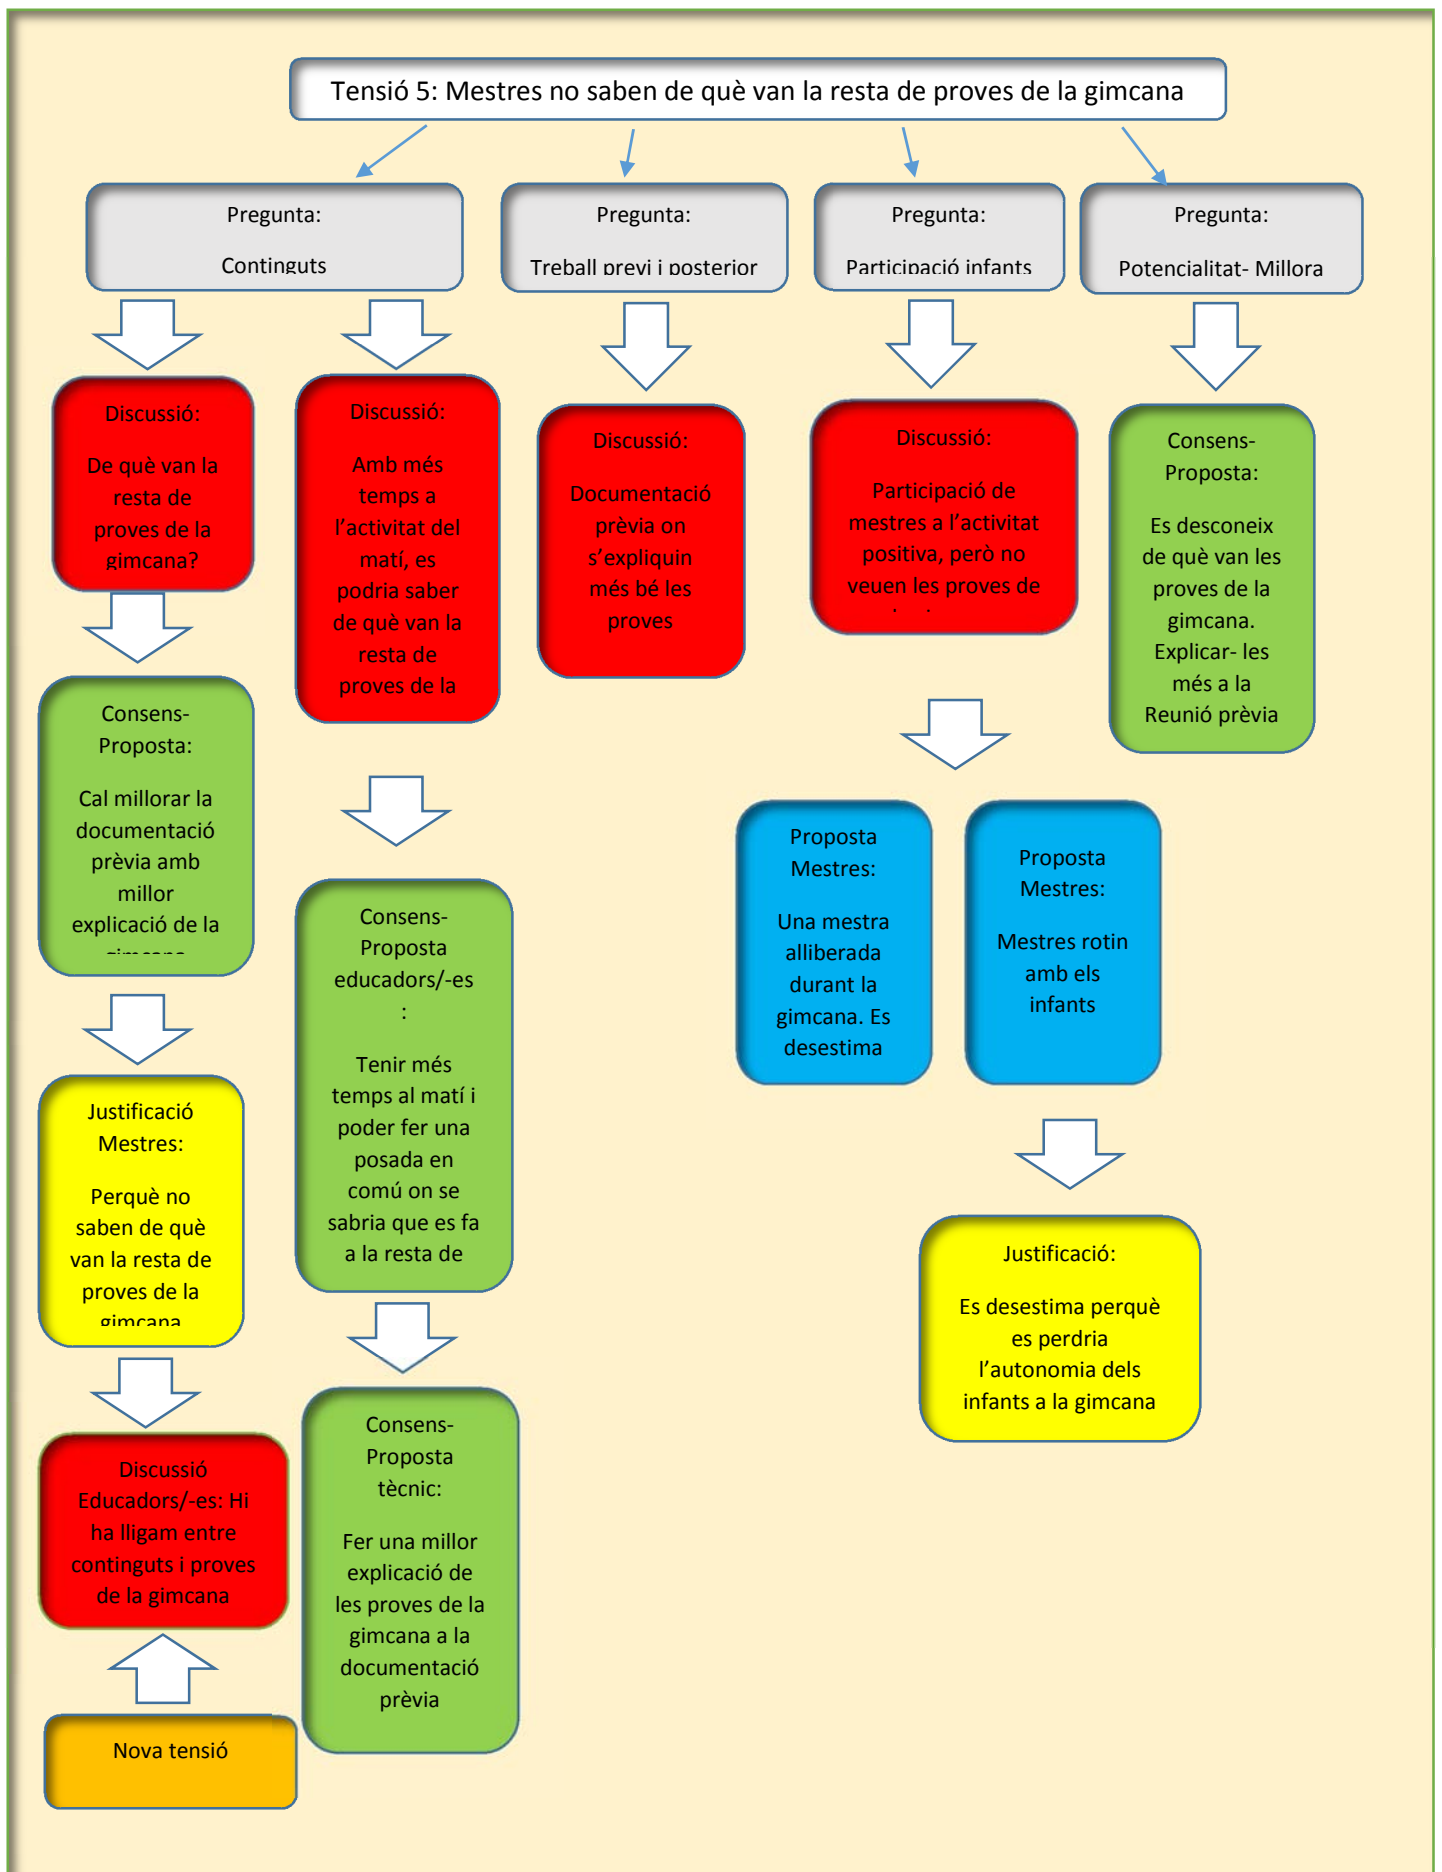 Tensió 5: Mestres no saben de què van la resta de proves de la gimcana
Pregunta:
Continguts
Pregunta:
Treball previ i posterior
Pregunta:
Participació infants
Pregunta:
Potencialitat- Millora
Discussió:
De què van la
resta de
proves de la
gimcana?
Discussió:
Amb més
temps a
l’activitat del
matí, es
podria saber
de què van la
resta de
proves de la
Discussió:
Documentació
prèvia on
s’expliquin
més bé les
proves
Discussió:
Participació de
mestres a l’activitat
positiva, però no
veuen les proves de
Consens-
Proposta:
Es desconeix
de què van les
proves de la
gimcana.
Explicar- les
més a la
Reunió prèvia
Consens-
Proposta:
Cal millorar la
documentació
prèvia amb
millor
explicació de la
gimcana
Consens-
Proposta
educadors/-es
:
Tenir més
temps al matí i
poder fer una
posada en
comú on se
sabria que es fa
a la resta de
Proposta
Mestres:
Una mestra
alliberada
durant la
gimcana. Es
desestima
Proposta
Mestres:
Mestres rotin
amb els
infants
Justificació
Mestres:
Perquè no
saben de què
van la resta de
proves de la
gimcana
Justificació:
Es desestima perquè
es perdria
l’autonomia dels
infants a la gimcana
Discussió
Educadors/-es: Hi
ha lligam entre
continguts i proves
de la gimcana
Consens-
Proposta
tècnic:
Fer una millor
explicació de
les proves de la
gimcana a la
documentació
prèvia
Nova tensió